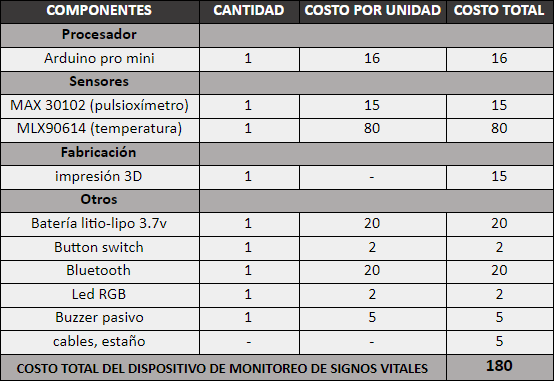 COMPONENTES CANTIDAD COSTO POR UNIDAD COSTO TOTAL
Procesador
Arduino pro mini 1 16 16
Sensores
MAX 30102 (pulsioxímetro) 1 15 15
MLX90614 (temperatura) 1 80 80
Fabricación
impresión 3D 1 - 15
Otros
Batería litio-lipo 3.7v 1 20 20
Button switch 1 2 2
Bluetooth 1 20 20
Led RGB 1 2 2
Buzzer pasivo 1 5 5
cables, estaño - - 5
COSTO TOTAL DEL DISPOSITIVO DE MONITOREO DE SIGNOS VITALES 180